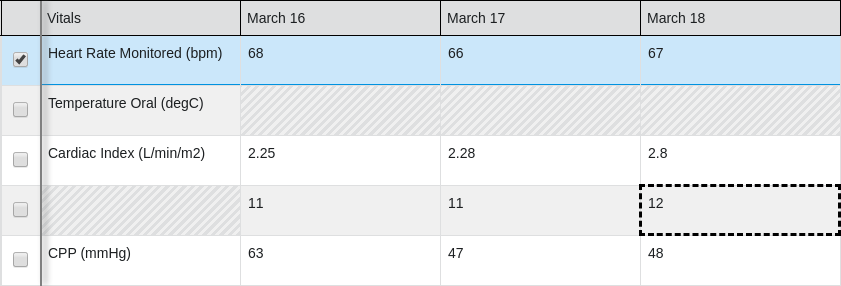 Vitals March 16 March 17 March 18
Heart Rate Monitored (bpm) 68 66 67
Temperature Oral (degC)
Cardiac Index (L/min/m2) 2.25 2.28 2.8
11 11 12
CPP (mmHg) 63 47 48